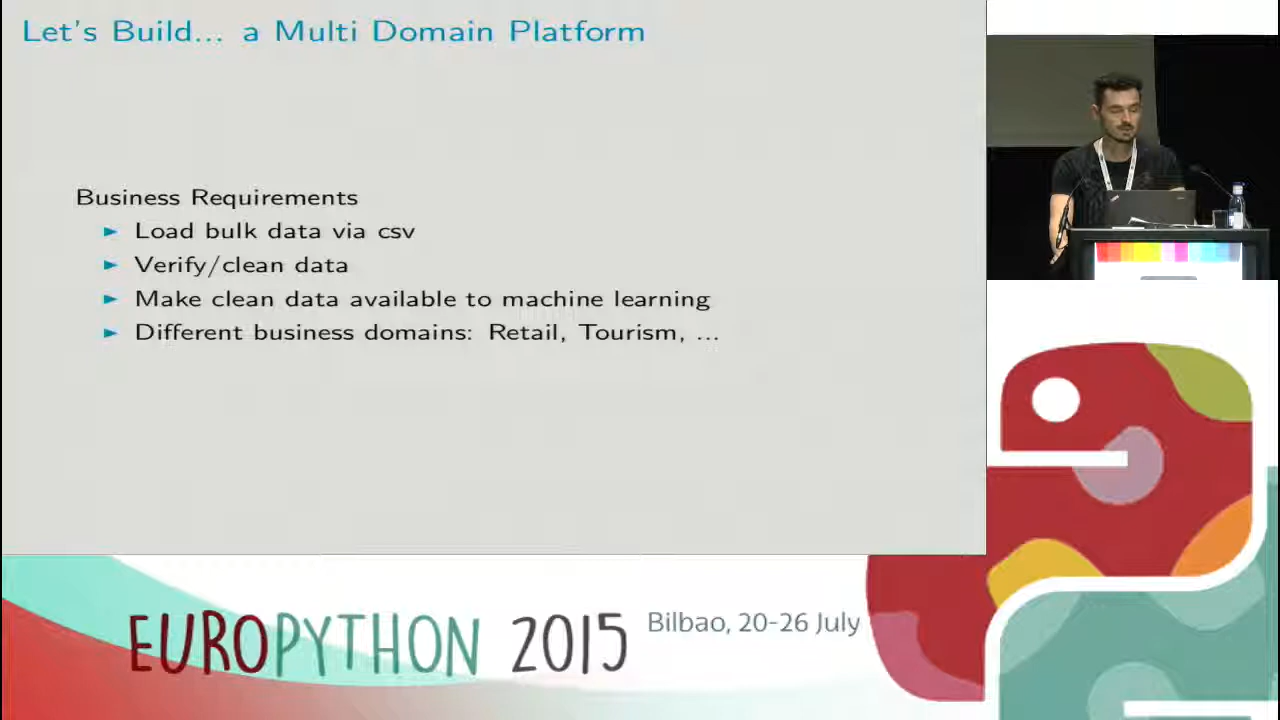 Let's Build... a Multi Domain Platform
Business Requirements
Load bulk data via csv
Verify/clean data
Make clean data available to machine learning
Different business domains: Retail, Tourism, ...
EUROPYTHON 2015
Bilbao, 20-26 July